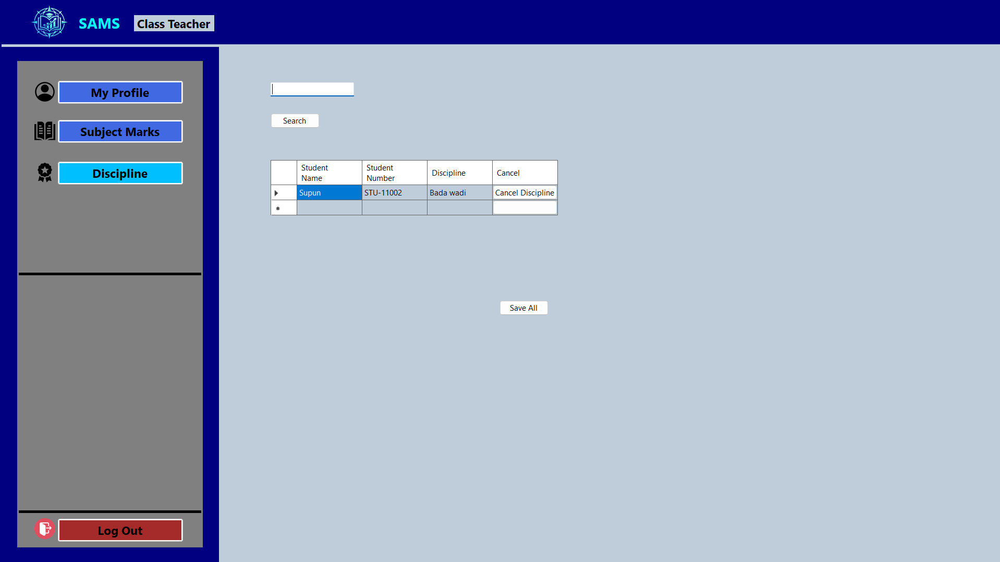 SAMS
Class Teacher
My Profile
Subject Marks
Discipline
Log Out
Search
Student Name
Student Number
Discipline
Cancel
Supun
STU-11002
Bada wadi
Cancel Discipline
Save All